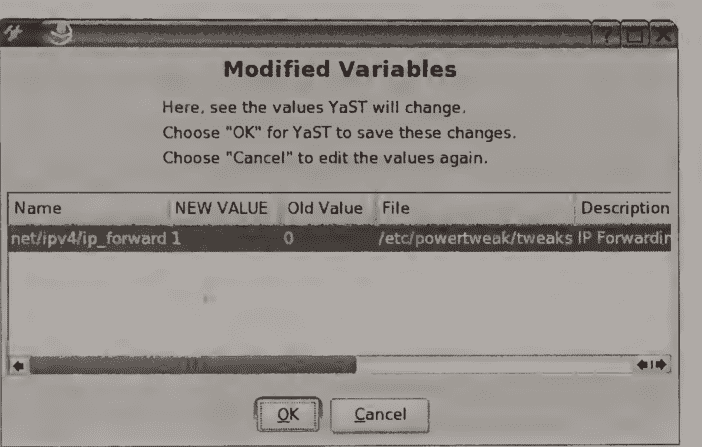 Modified Variables
Here, see the values YaST will change.
Choose "OK" for YaST to save these changes.
Choose "Cancel" to edit the values again.
Name NEW VALUE Old Value File Description
net/ipv4/ip_forward 1 0 /etc/powertweak/tweaks IP Forwardin
OK Cancel